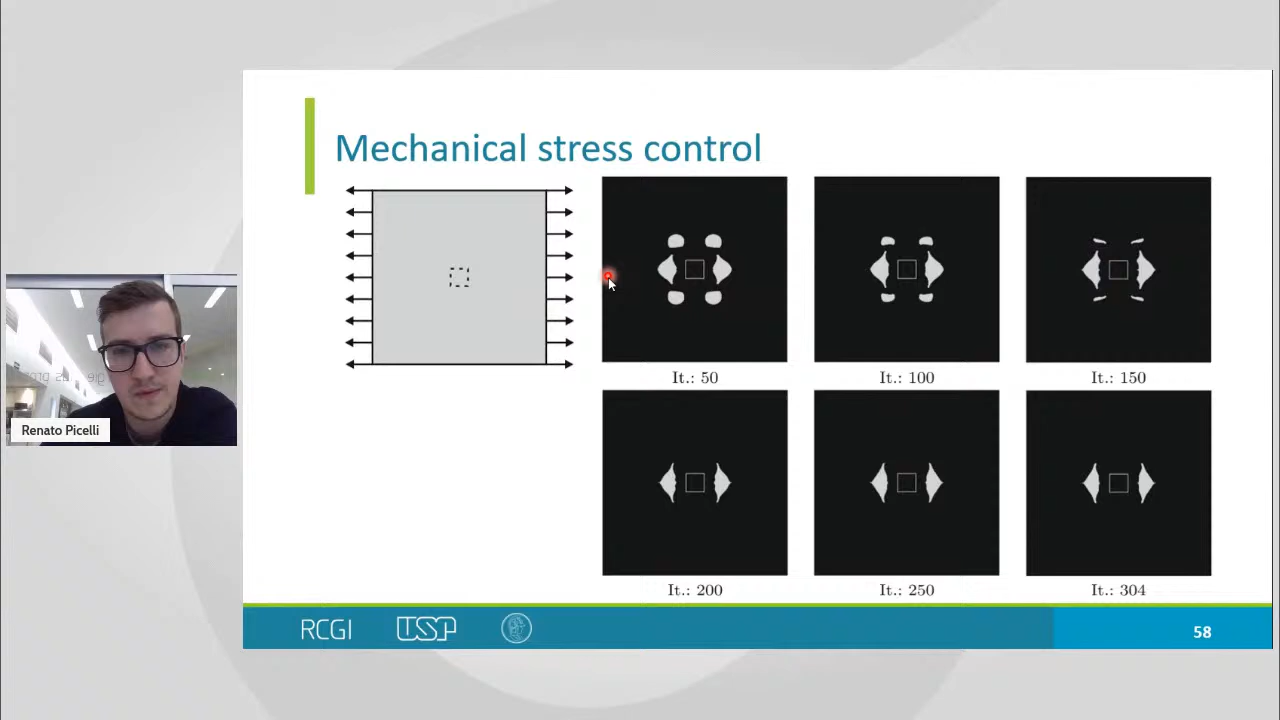 Mechanical stress control
It.: 50
It.: 100
It.: 150
It.: 200
It.: 250
It.: 304
Renato Picelli
RCGI
USP
58